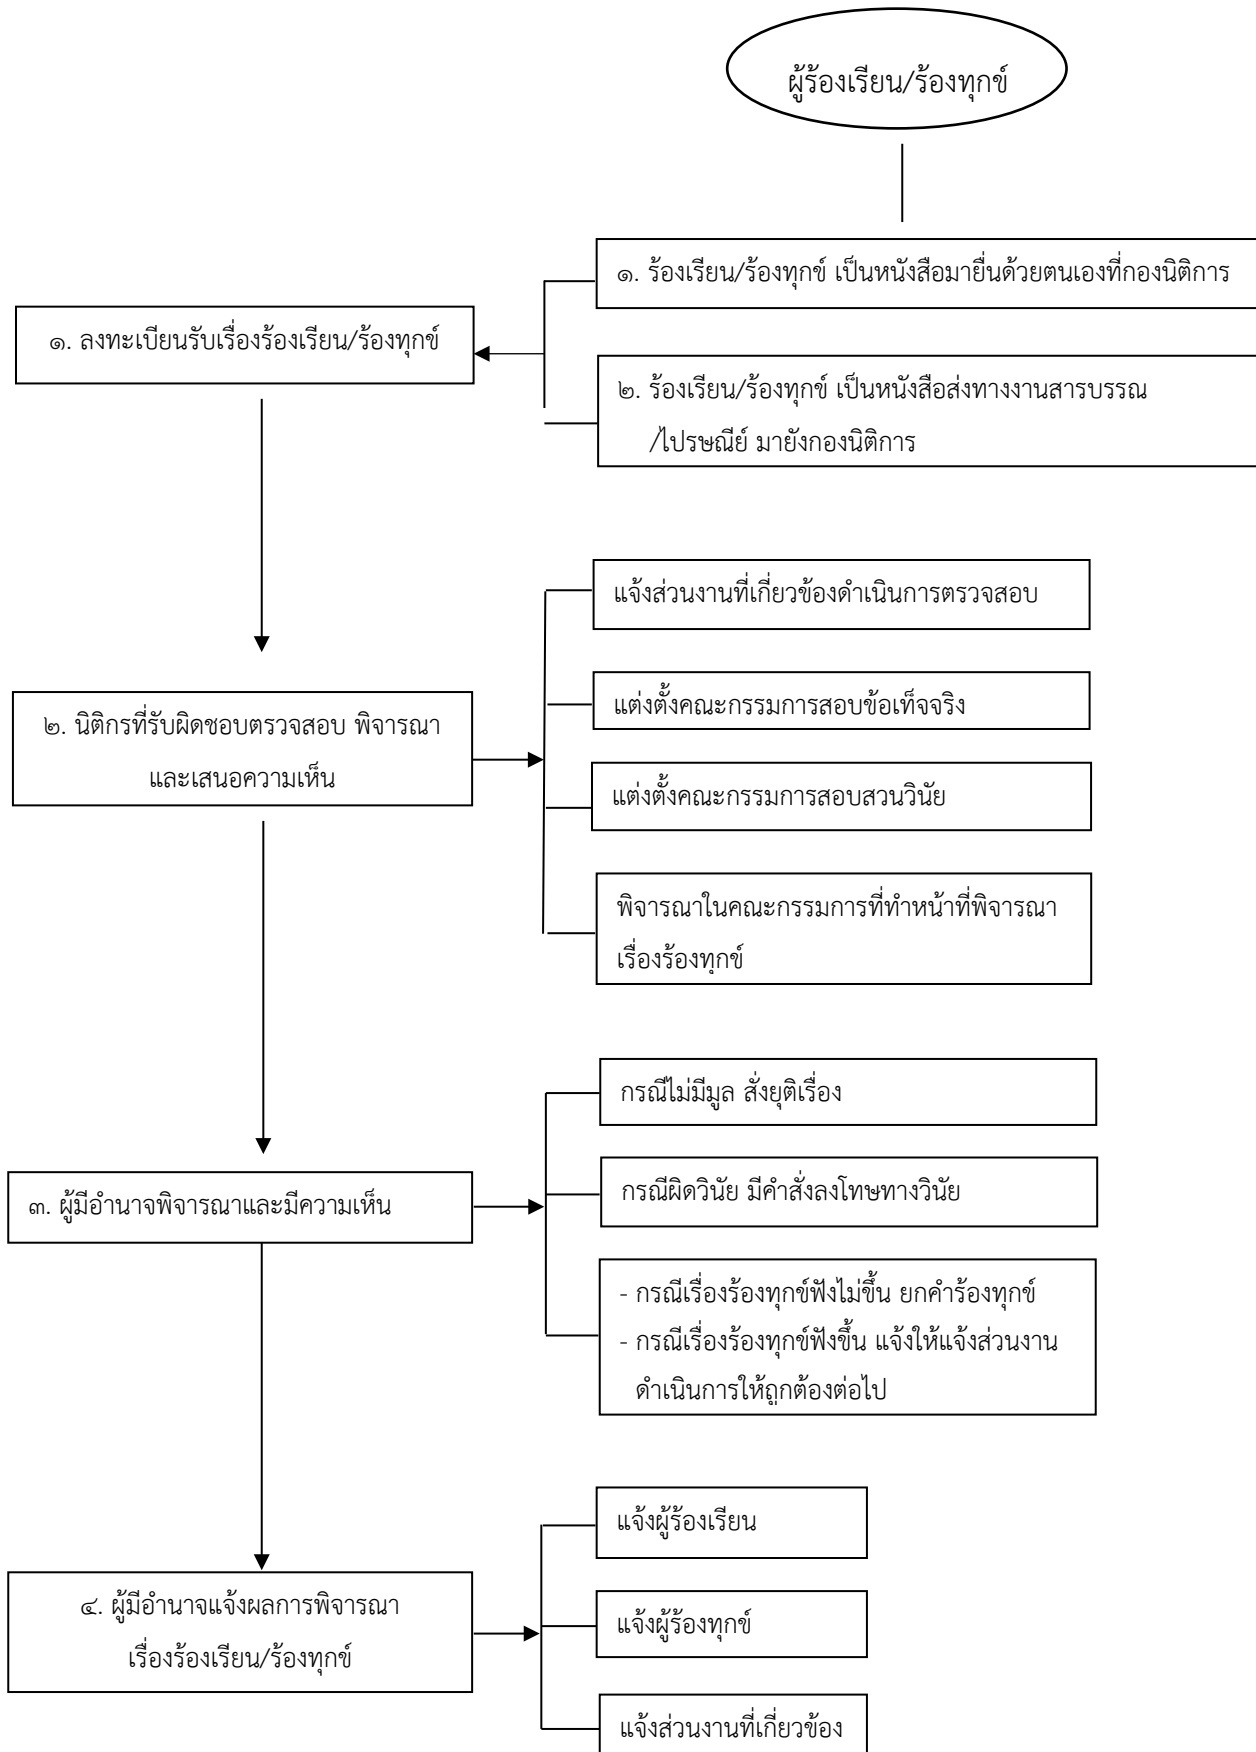 ผู้ร้องเรียน/ร้องทุกข์
๑. ร้องเรียน/ร้องทุกข์ เป็นหนังสือมายื่นด้วยตนเองที่กองนิติการ
๑. ลงทะเบียนรับเรื่องร้องเรียน/ร้องทุกข์
๒. ร้องเรียน/ร้องทุกข์ เป็นหนังสือส่งทางงานสารบรรณ
/ไปรษณีย์ มายังกองนิติการ
แจ้งส่วนงานที่เกี่ยวข้องดำเนินการตรวจสอบ
แต่งตั้งคณะกรรมการสอบข้อเท็จจริง
๒. นิติกรที่รับผิดชอบตรวจสอบ พิจารณา
และเสนอความเห็น
แต่งตั้งคณะกรรมการสอบสวนวินัย
พิจารณาในคณะกรรมการที่ทำหน้าที่พิจารณา
เรื่องร้องทุกข์
กรณีไม่มีมูล สั่งยุติเรื่อง
กรณีผิดวินัย มีคำสั่งลงโทษทางวินัย
๓. ผู้มีอำนาจพิจารณาและมีความเห็น
- กรณีเรื่องร้องทุกข์ฟังไม่ขึ้น ยกคำร้องทุกข์
- กรณีเรื่องร้องทุกข์ฟังขึ้น แจ้งให้แจ้งส่วนงาน
ดำเนินการให้ถูกต้องต่อไป
แจ้งผู้ร้องเรียน
๔. ผู้มีอำนาจแจ้งผลการพิจารณา
เรื่องร้องเรียน/ร้องทุกข์
แจ้งผู้ร้องทุกข์
แจ้งส่วนงานที่เกี่ยวข้อง